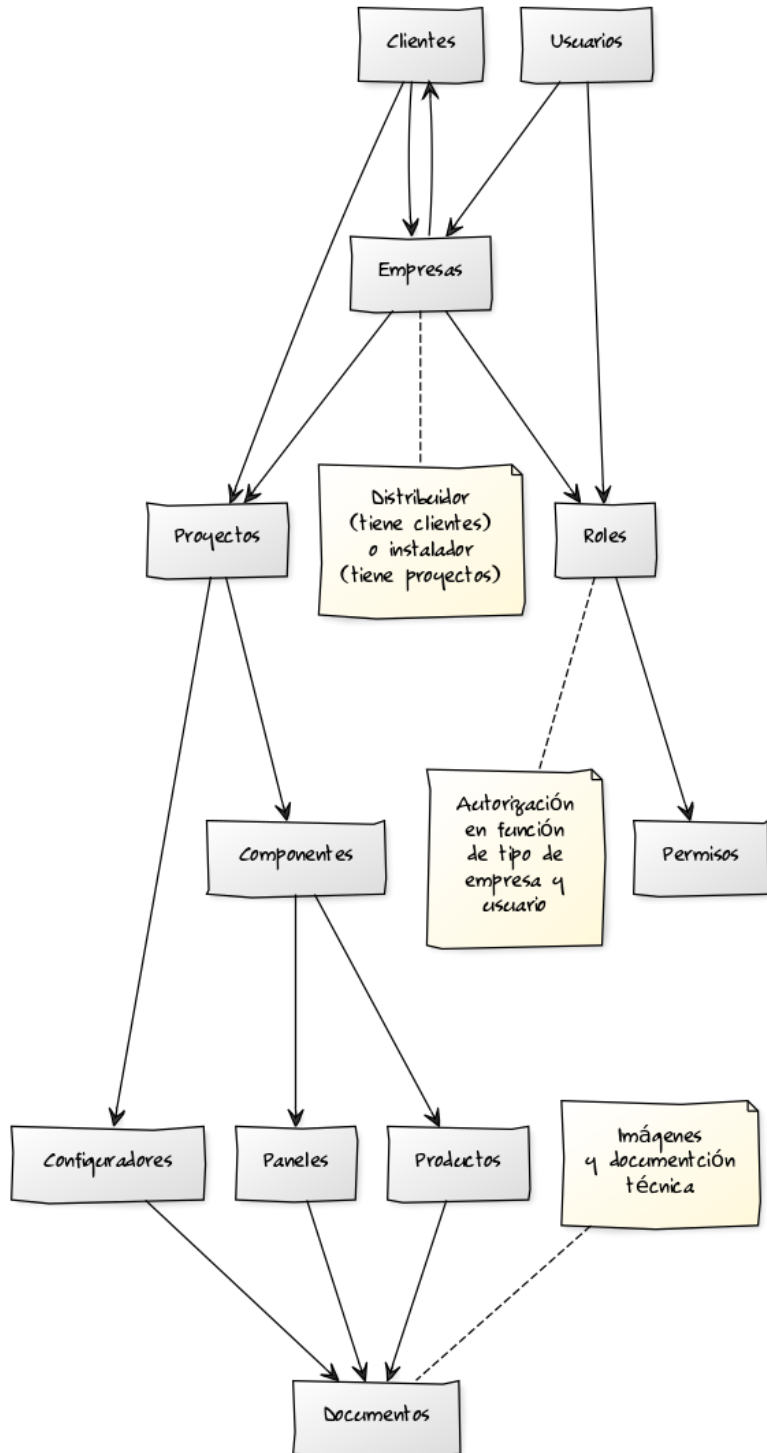 Clientes
Usuarios
Empresas
Distribuidor
(tiene clientes)
o instalador
(tiene proyectos)
Proyectos
Roles
Autorización
en función
de tipo de
empresa y
usuario
Componentes
Permisos
Imágenes
y documentción
técnica
Configuradores
Paneles
Productos
Documentos